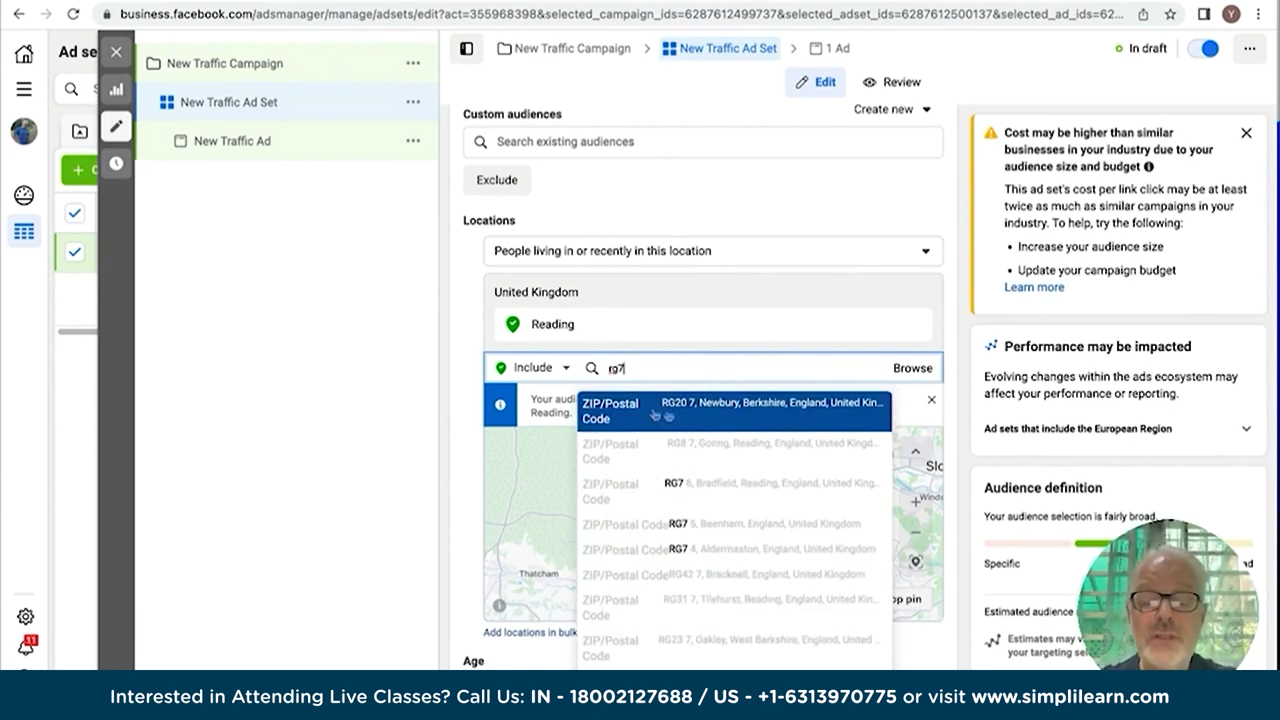 business.facebook.com/adsmanager/manage/adsets/edit?act=355968398&selected_campaign_ids=6287612499737&selected_adset_ids=6287612500137&selected_ad_ids=62...
Y
Ad se
New Traffic Campaign
New Traffic Ad Set
New Traffic Ad
New Traffic Campaign
New Traffic Ad Set
1 Ad
In draft
Edit
Review
Custom audiences
Create new
Search existing audiences
Exclude
Locations
People living in or recently in this location
United Kingdom
Reading
Include
rg7
Browse
Your audi
Reading.
ZIP/Postal Code RG20 7, Newbury, Berkshire, England, United Kin...
ZIP/Postal Code RG8 7, Goring, Reading, England, United Kingd...
ZIP/Postal Code RG7 6, Bradfield, Reading, England, United King...
ZIP/Postal Code RG7 5, Beenham, England, United Kingdom
ZIP/Postal Code RG7 4, Aldermaston, England, United Kingdom
ZIP/Postal Code RG42 7, Bracknell, England, United Kingdom
ZIP/Postal Code RG31 7, Tilehurst, Reading, England, United Kin...
ZIP/Postal Code RG23 7, Oakley, West Berkshire, England, United ...
Slo
Winds
Thatcham
op pin
Add locations in bulk
Age
Cost may be higher than similar
businesses in your industry due to your
audience size and budget
This ad set's cost per link click may be at least
twice as much as similar campaigns in your
industry. To help, try the following:
• Increase your audience size
• Update your campaign budget
Learn more
Performance may be impacted
Evolving changes within the ads ecosystem may
affect your performance or reporting.
Ad sets that include the European Region
Audience definition
Your audience selection is fairly broad.
Specific
ad
Estimated audience
Estimates may v
your targeting sel
11
Interested in Attending Live Classes? Call Us: IN - 18002127688 / US - +1-6313970775 or visit www.simplilearn.com